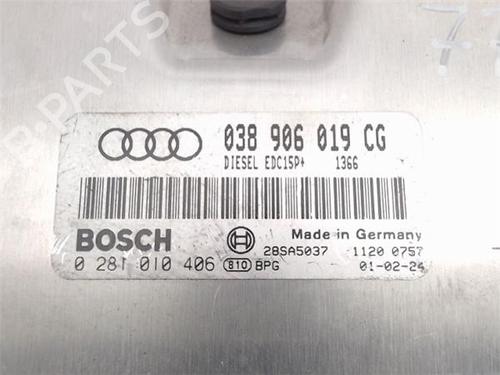 038 906 019 CG
DIESEL EDC15P+ 1366
Made in Germany
BOSCH
28SA5037 1120 0757
0 281 010 406 810 BPG 01-02-24